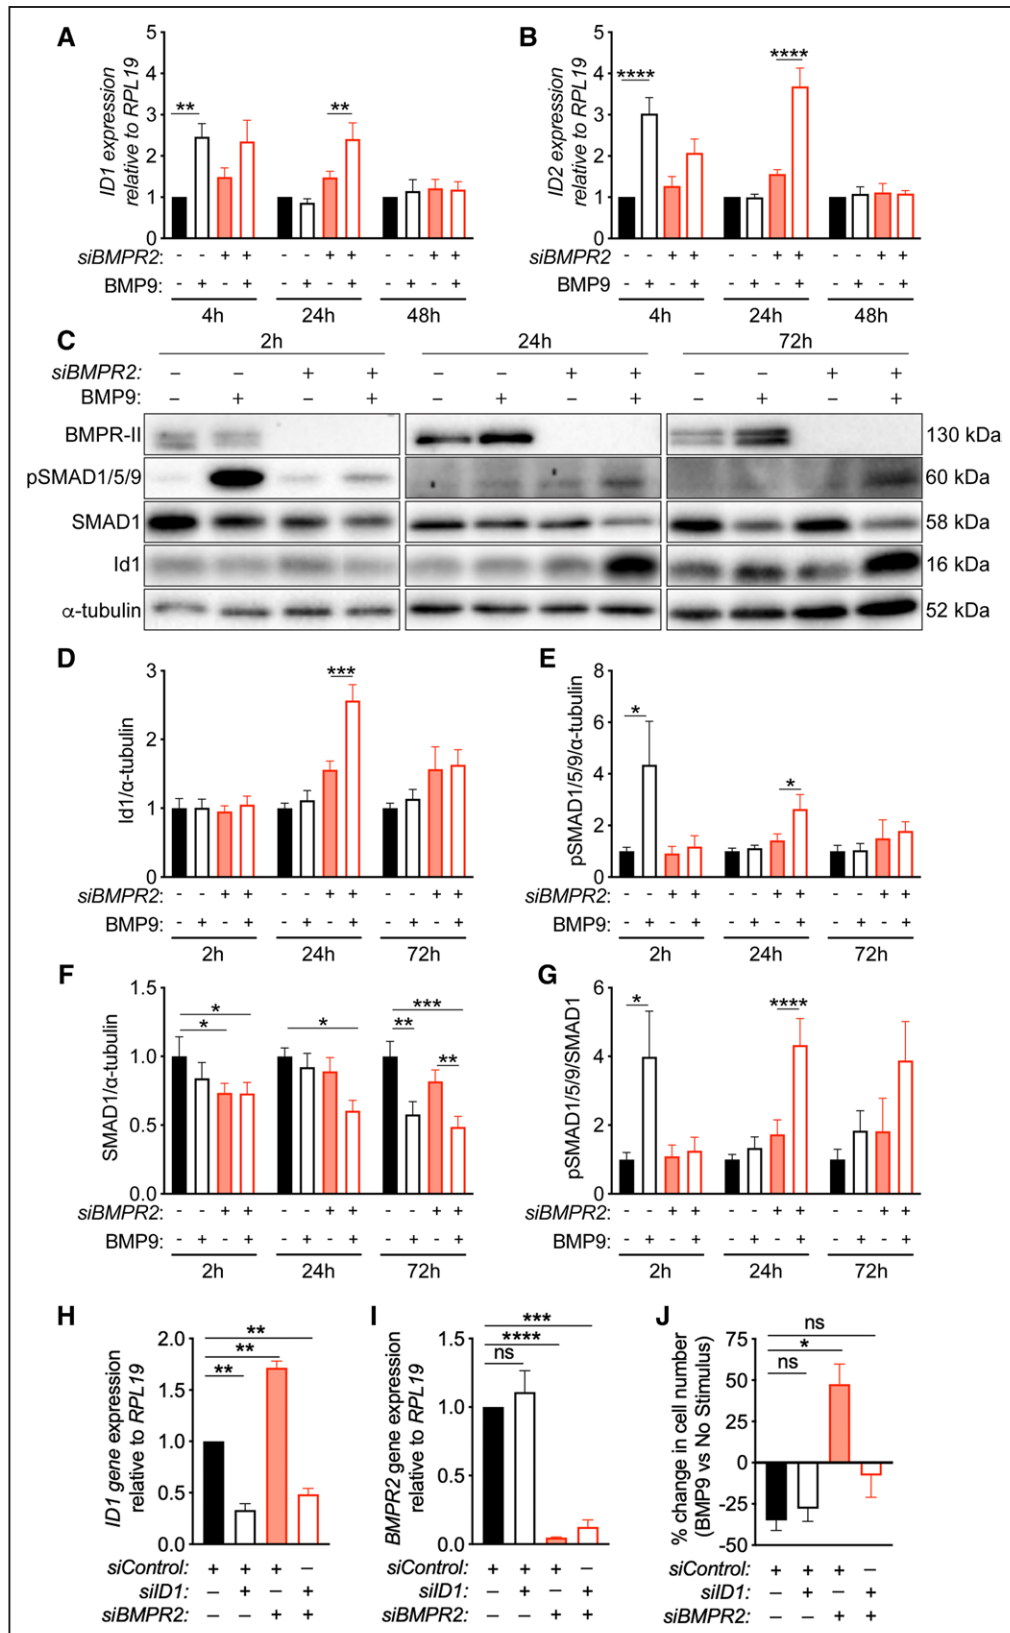 A
ID1 expression
relative to RPL19
5
4
3
2
1
0
** **
siBMPR2 - - + + - - + + - - + +
BMP9: - + - + - + - + - + - +
4h 24h 48h
B
ID2 expression
relative to RPL19
5
4
3
2
1
0
**** ****
siBMPR2 - - + + - - + + - - + +
BMP9 - + - + - + - + - + - +
4h 24h 48h
C
2h 24h 72h
siBMPR2: – – + + – – + + – – + +
BMP9: – + – + – + – + – + – +
BMPR-II 130 kDa
pSMAD1/5/9 60 kDa
SMAD1 58 kDa
Id1 16 kDa
α-tubulin 52 kDa
D
Id1/α-tubulin
3
2
1
0
***
siBMPR2: - - + + - - + + - - + +
BMP9: - + - + - + - + - + - +
2h 24h 72h
E
pSMAD1/5/9/α-tubulin
8
6
4
2
0
* *
siBMPR2: - - + + - - + + - - + +
BMP9: - + - + - + - + - + - +
2h 24h 72h
F
SMAD1/α-tubulin
1.5
1.0
0.5
0.0
*
*
*
***
**
**
siBMPR2: - - + + - - + + - - + +
BMP9: - + - + - + - + - + - +
2h 24h 72h
G
pSMAD1/5/9/SMAD1
6
4
2
0
* ****
siBMPR2: - - + + - - + + - - + +
BMP9: - + - + - + - + - + - +
2h 24h 72h
H
ID1 gene expression
relative to RPL19
2.0
1.5
1.0
0.5
0.0
**
**
**
siControl: + + + –
siID1: – + – +
siBMPR2: – – + +
I
BMPR2 gene expression
relative to RPL19
1.5
1.0
0.5
0.0
***
****
ns
siControl: + + + –
siID1: – + – +
siBMPR2: – – + +
J
% change in cell number
(BMP9 vs No Stimulus)
75
50
25
0
-25
-50
ns
*
ns
siControl: + + + –
siID1: – + – +
siBMPR2: – – + +